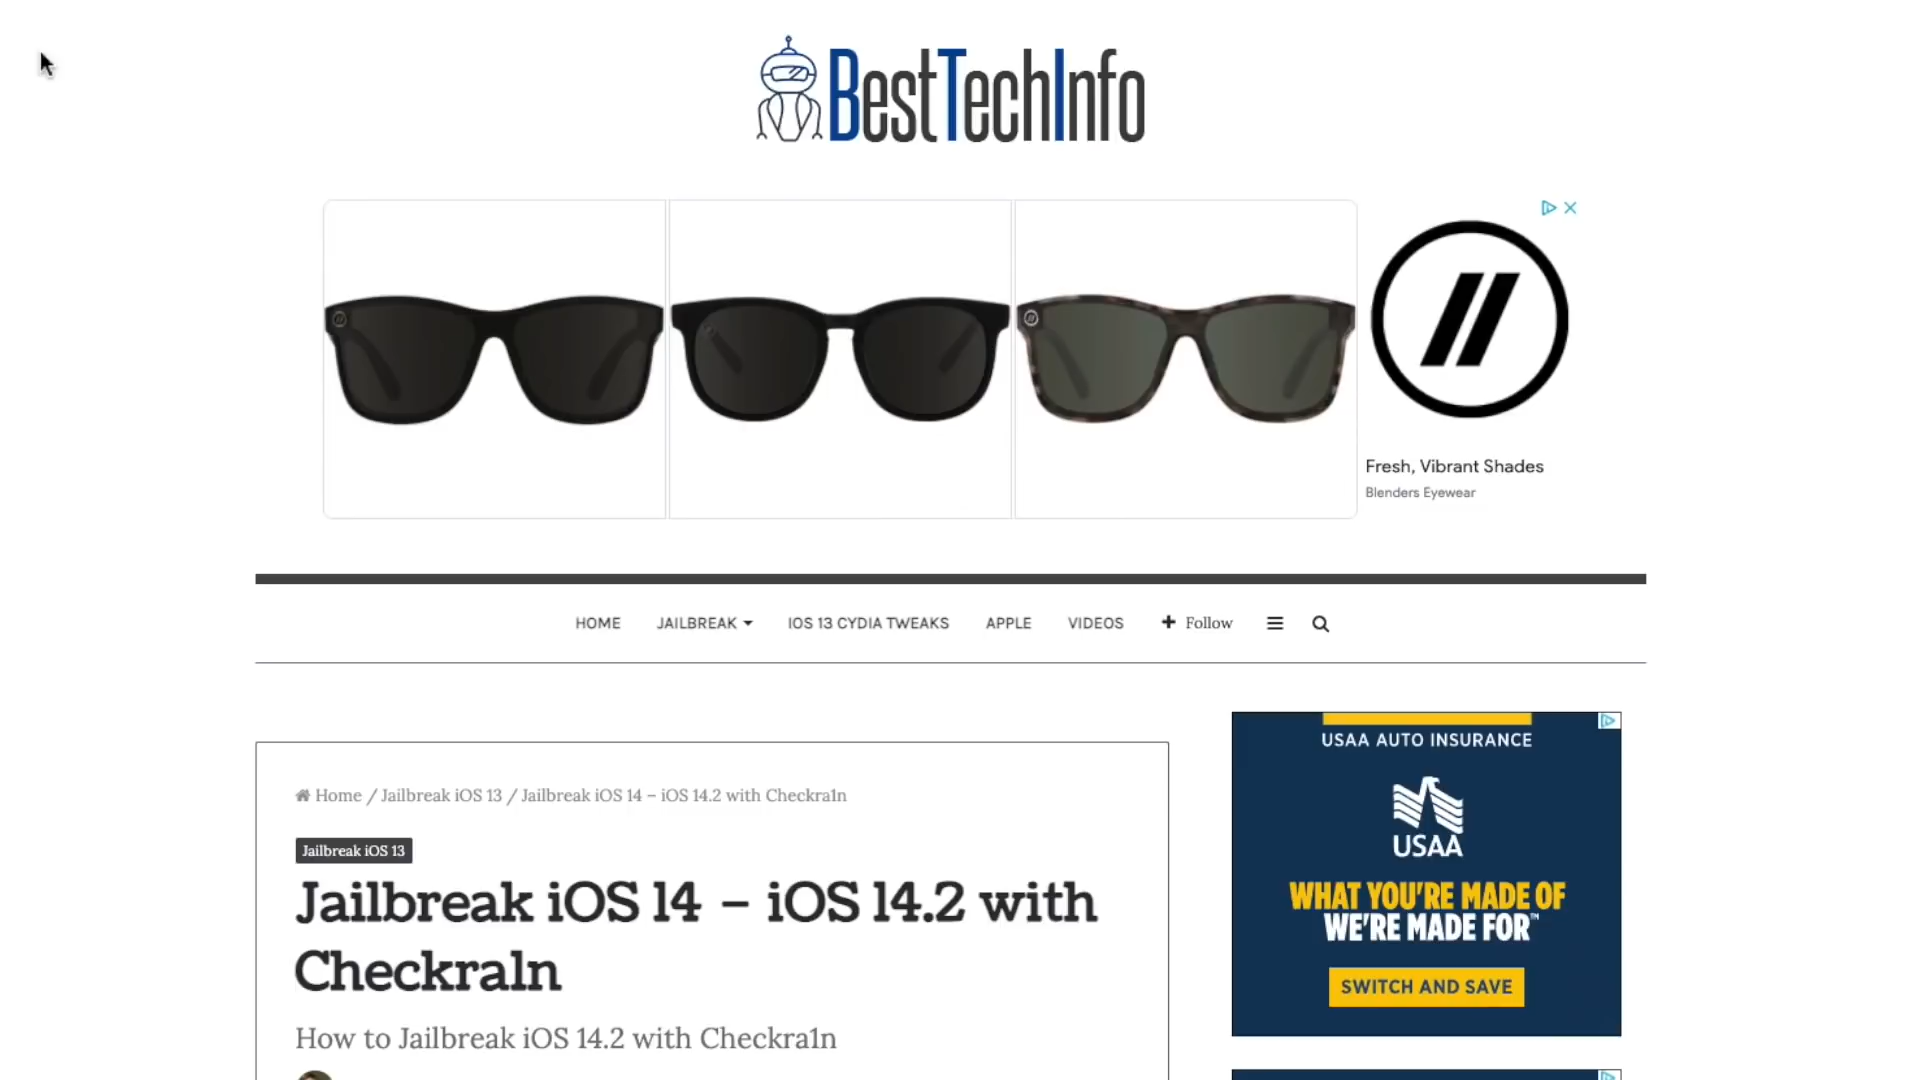 BestTechInfo
Fresh, Vibrant Shades
Blenders Eyewear
HOME JAILBREAK IOS 13 CYDIA TWEAKS APPLE VIDEOS Follow
Home / Jailbreak iOS 13 / Jailbreak iOS 14 – iOS 14.2 with Checkra1n
Jailbreak iOS 13
Jailbreak iOS 14 – iOS 14.2 with
Checkra1n
How to Jailbreak iOS 14.2 with Checkra1n
USAA AUTO INSURANCE
USAA
WHAT YOU'RE MADE OF
WE'RE MADE FOR™
SWITCH AND SAVE